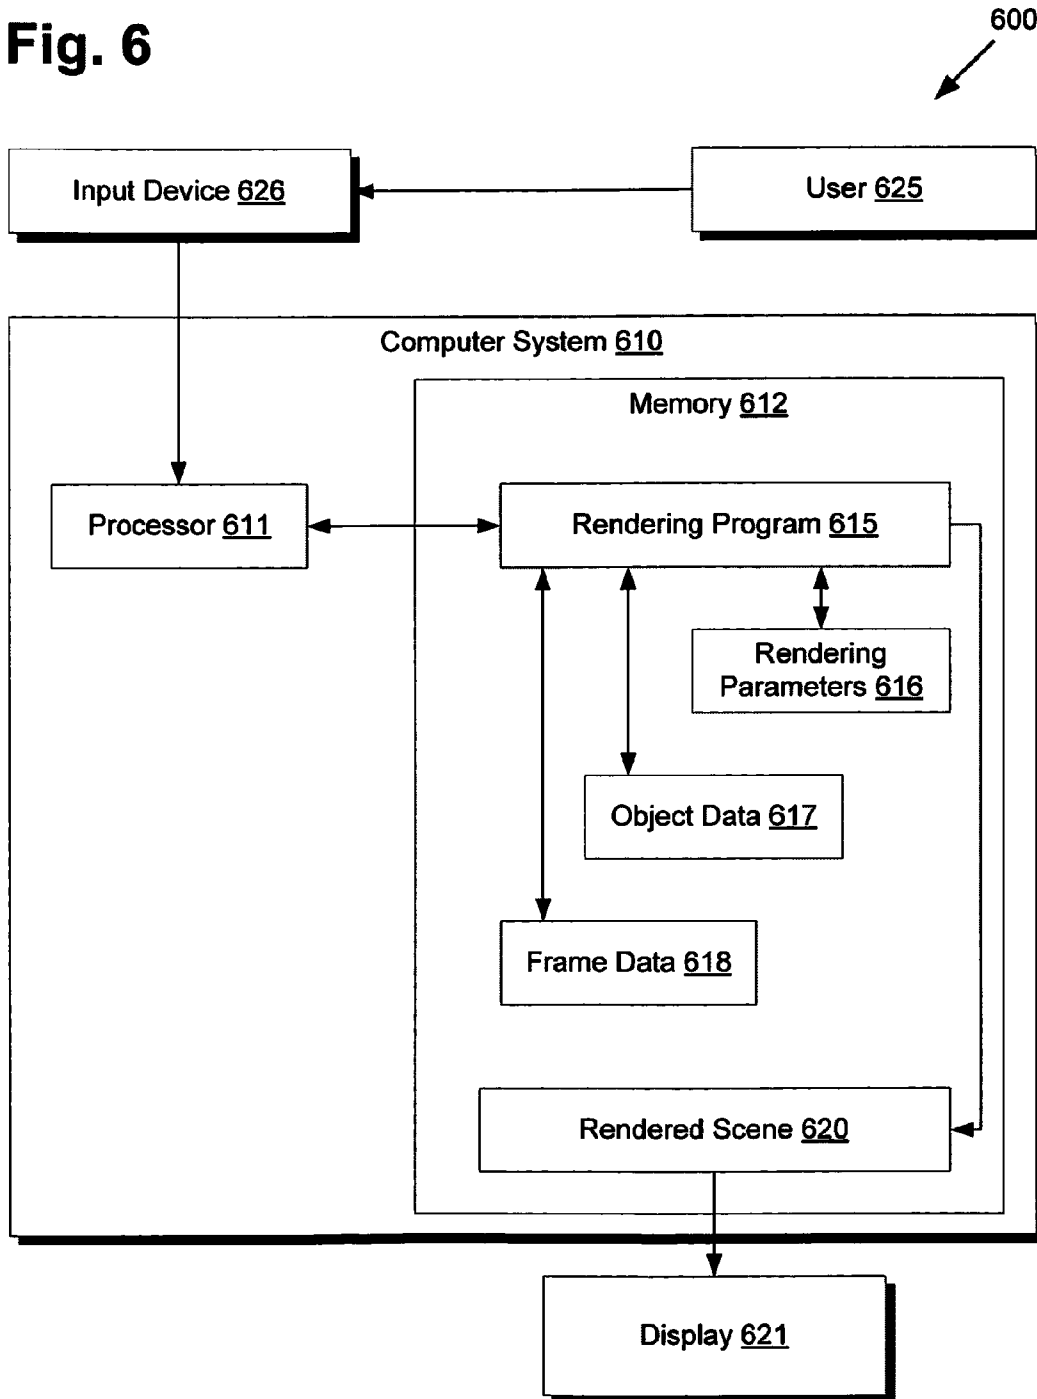 Fig. 6
600
Input Device 626
User 625
Computer System 610
Memory 612
Processor 611
Rendering Program 615
Rendering
Parameters 616
Object Data 617
Frame Data 618
Rendered Scene 620
Display 621